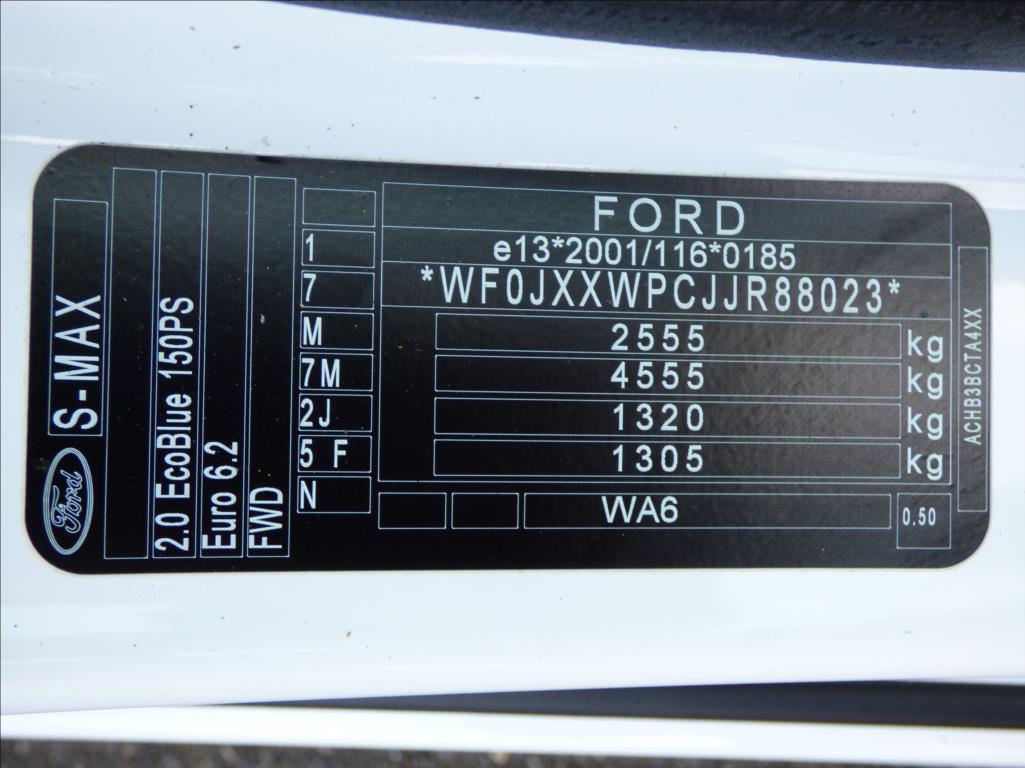 Ford
S-MAX
2.0 EcoBlue 150PS
Euro 6.2
FWD
1
7
M
7M
2J
5 F
N
FORD
e13*2001/116*0185
*WF0JXXWPCJJR88023*
2555 kg
4555 kg
1320 kg
1305 kg
WA6
0.50
ACHB3BCTA4XX